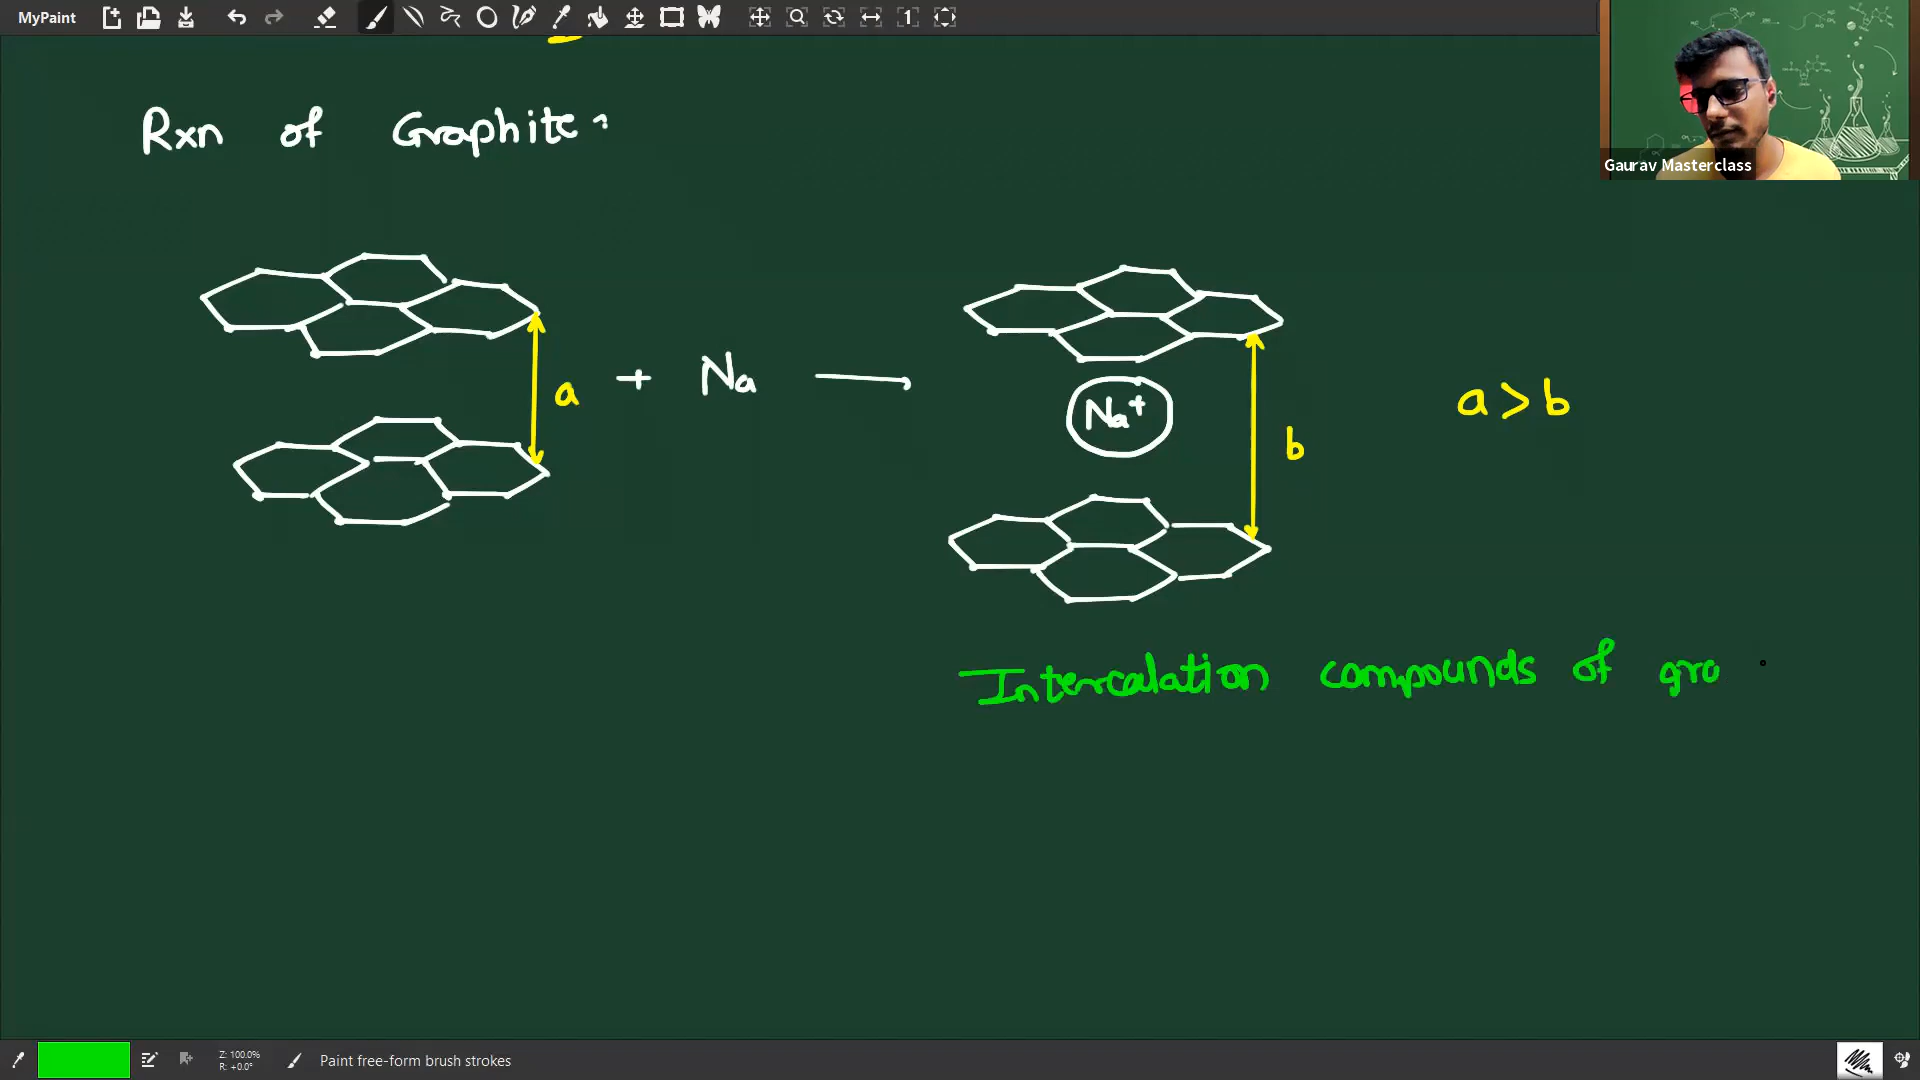 MyPaint
Gaurav Masterclass
Rxn of Graphite
a + Na
Na+
b
a > b
Intercalation compounds of gra
Z: 100.0%
R: +0.0°
Paint free-form brush strokes